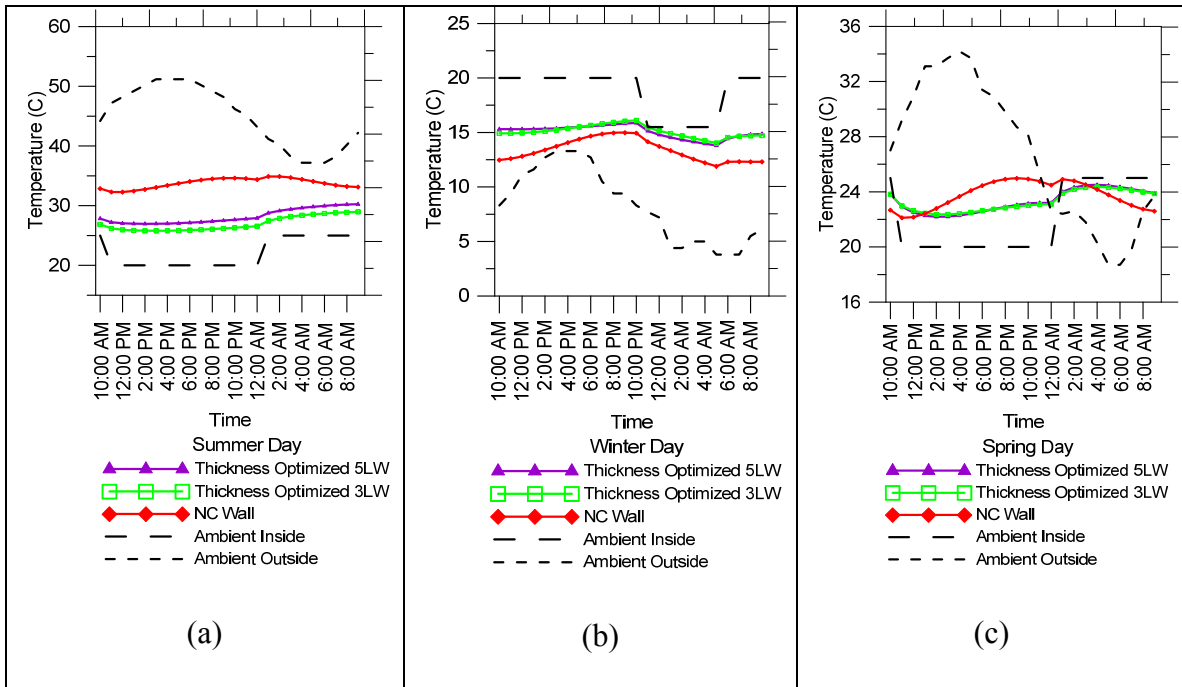 60
50
40
30
20
Temperature (C)
10:00 AM
12:00 PM
2:00 PM
4:00 PM
6:00 PM
8:00 PM
10:00 PM
12:00 AM
2:00 AM
4:00 AM
6:00 AM
8:00 AM
Time
Summer Day
Thickness Optimized 5LW
Thickness Optimized 3LW
NC Wall
Ambient Inside
Ambient Outside
(a)
25
20
15
10
5
0
Temperature (C)
10:00 AM
12:00 PM
2:00 PM
4:00 PM
6:00 PM
8:00 PM
10:00 PM
12:00 AM
2:00 AM
4:00 AM
6:00 AM
8:00 AM
Time
Winter Day
Thickness Optimized 5LW
Thickness Optimized 3LW
NC Wall
Ambient Inside
Ambient Outside
(b)
36
32
28
24
20
16
Temperature (C)
10:00 AM
12:00 PM
2:00 PM
4:00 PM
6:00 PM
8:00 PM
10:00 PM
12:00 AM
2:00 AM
4:00 AM
6:00 AM
8:00 AM
Time
Spring Day
Thickness Optimized 5LW
Thickness Optimized 3LW
NC Wall
Ambient Inside
Ambient Outside
(c)